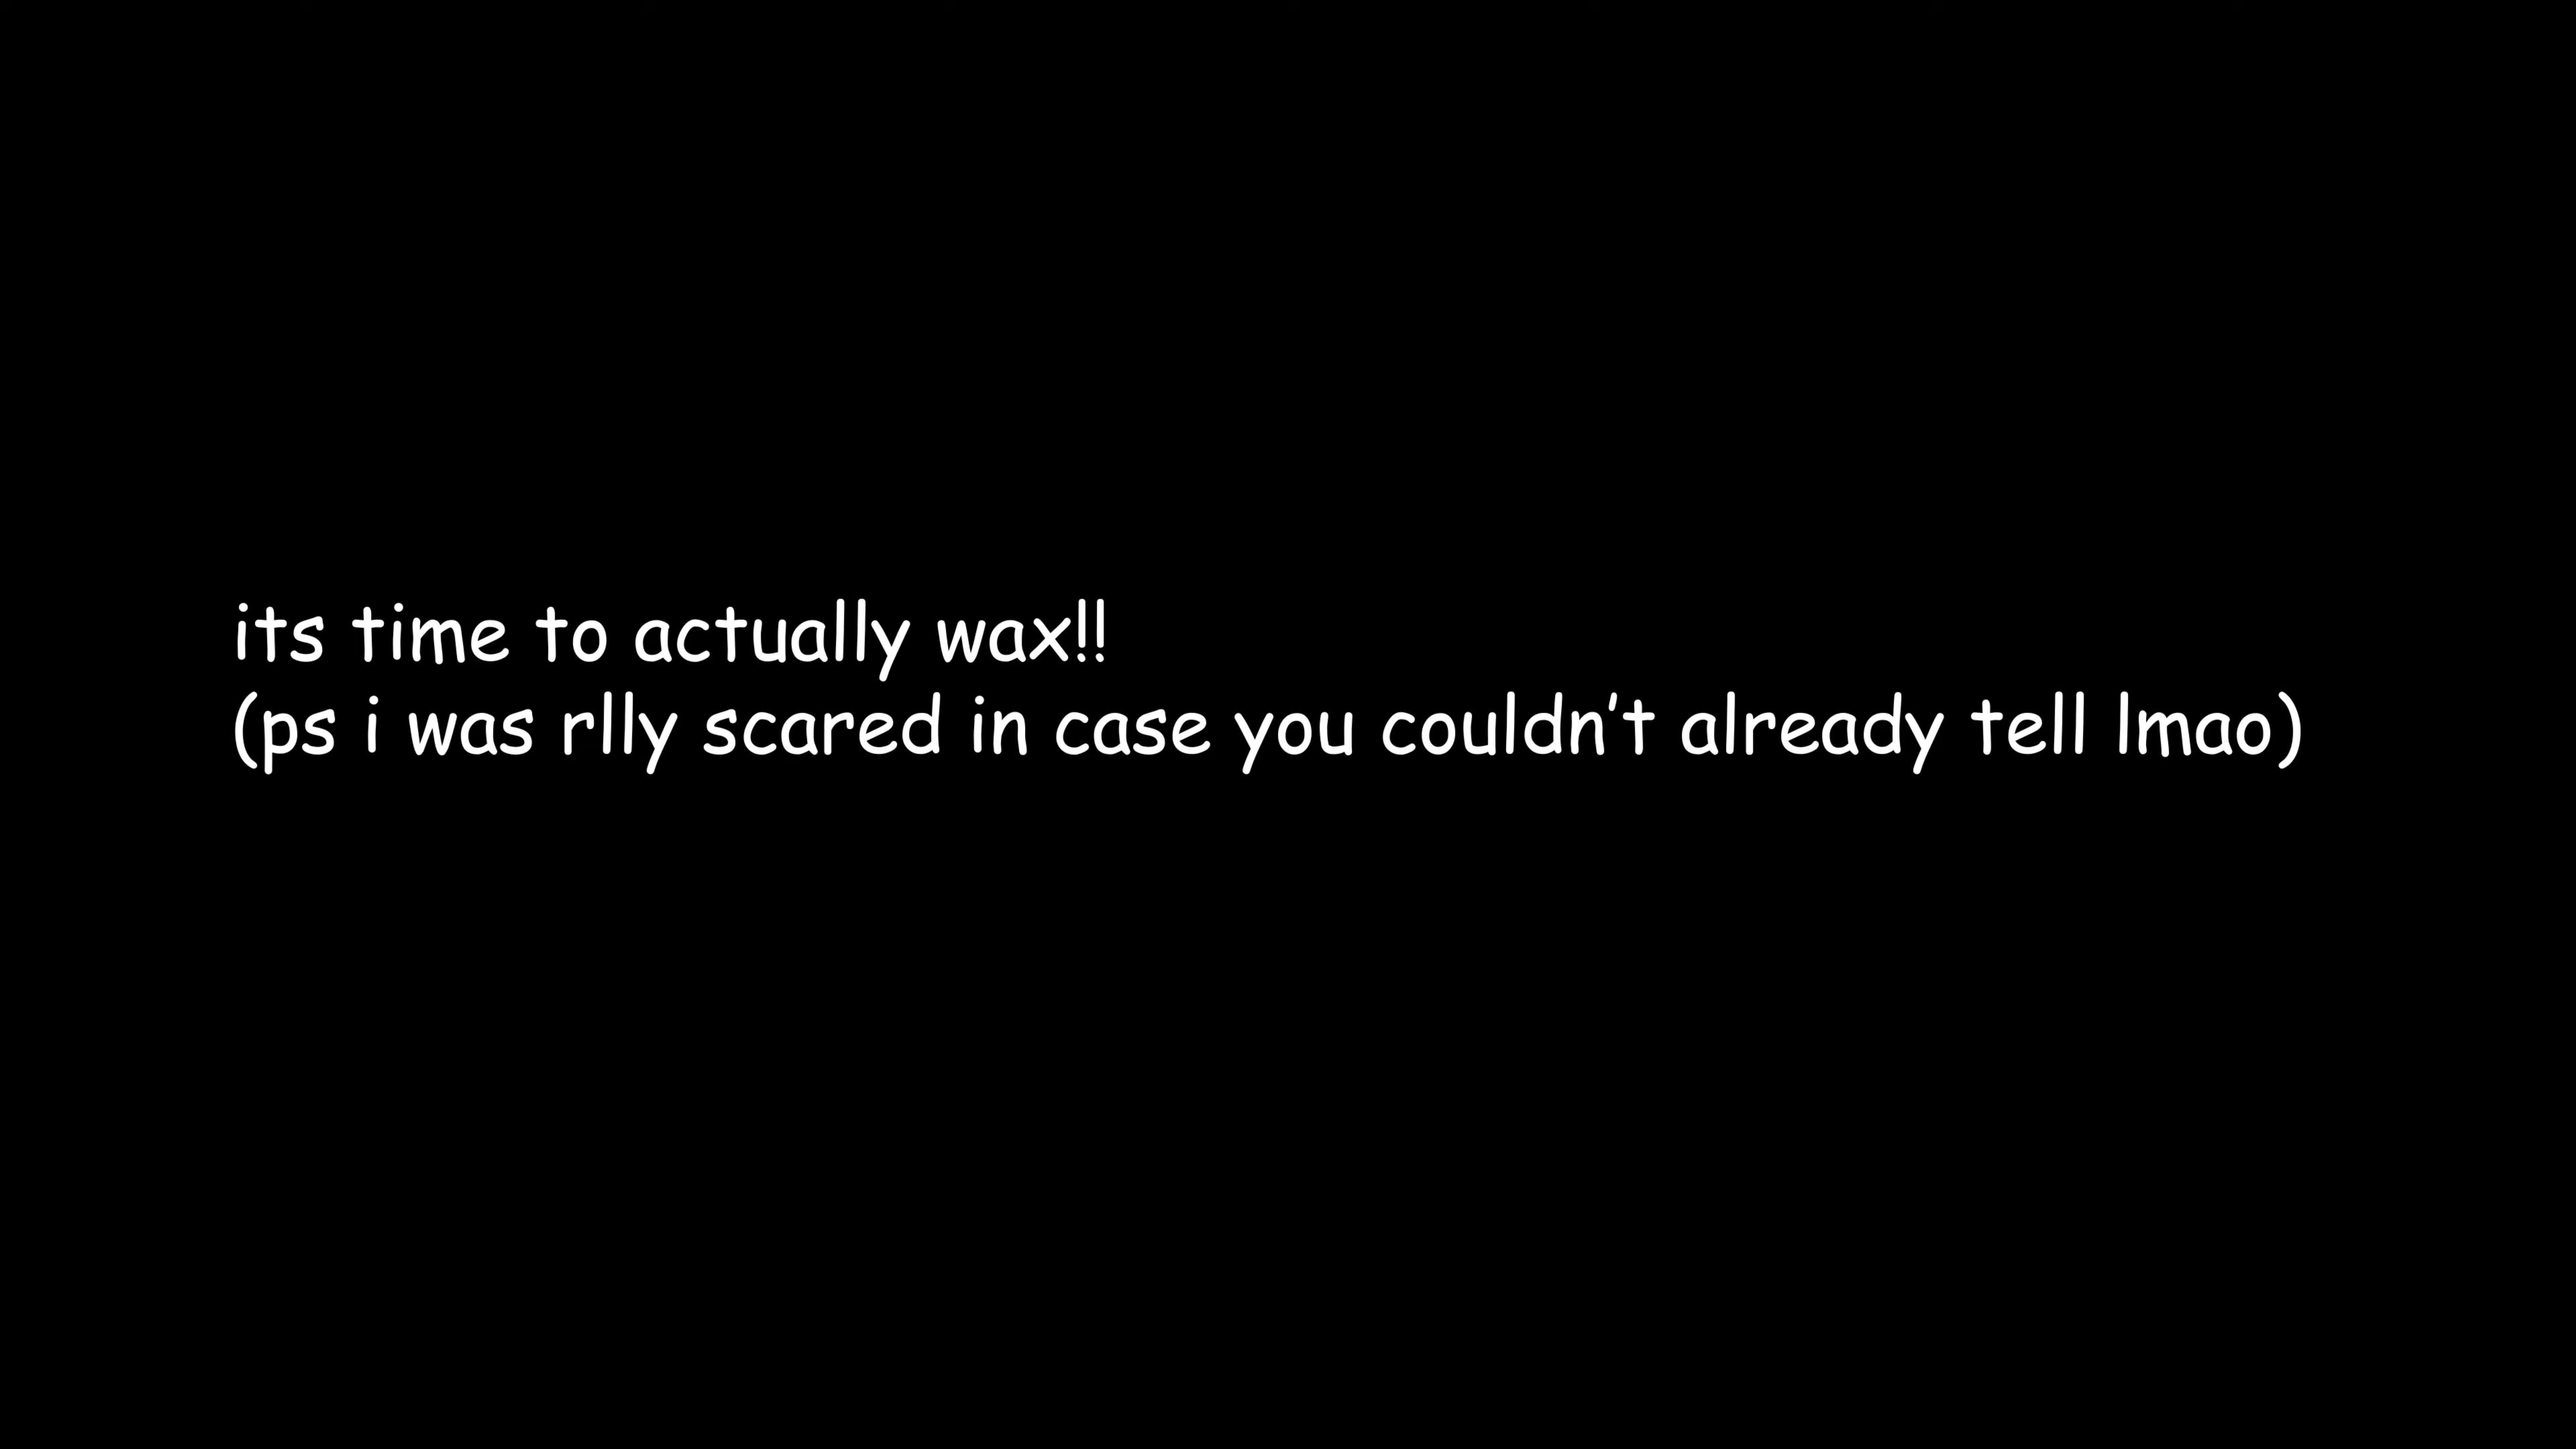 its time to actually wax!!
(ps i was rlly scared in case you couldn't already tell lmao)